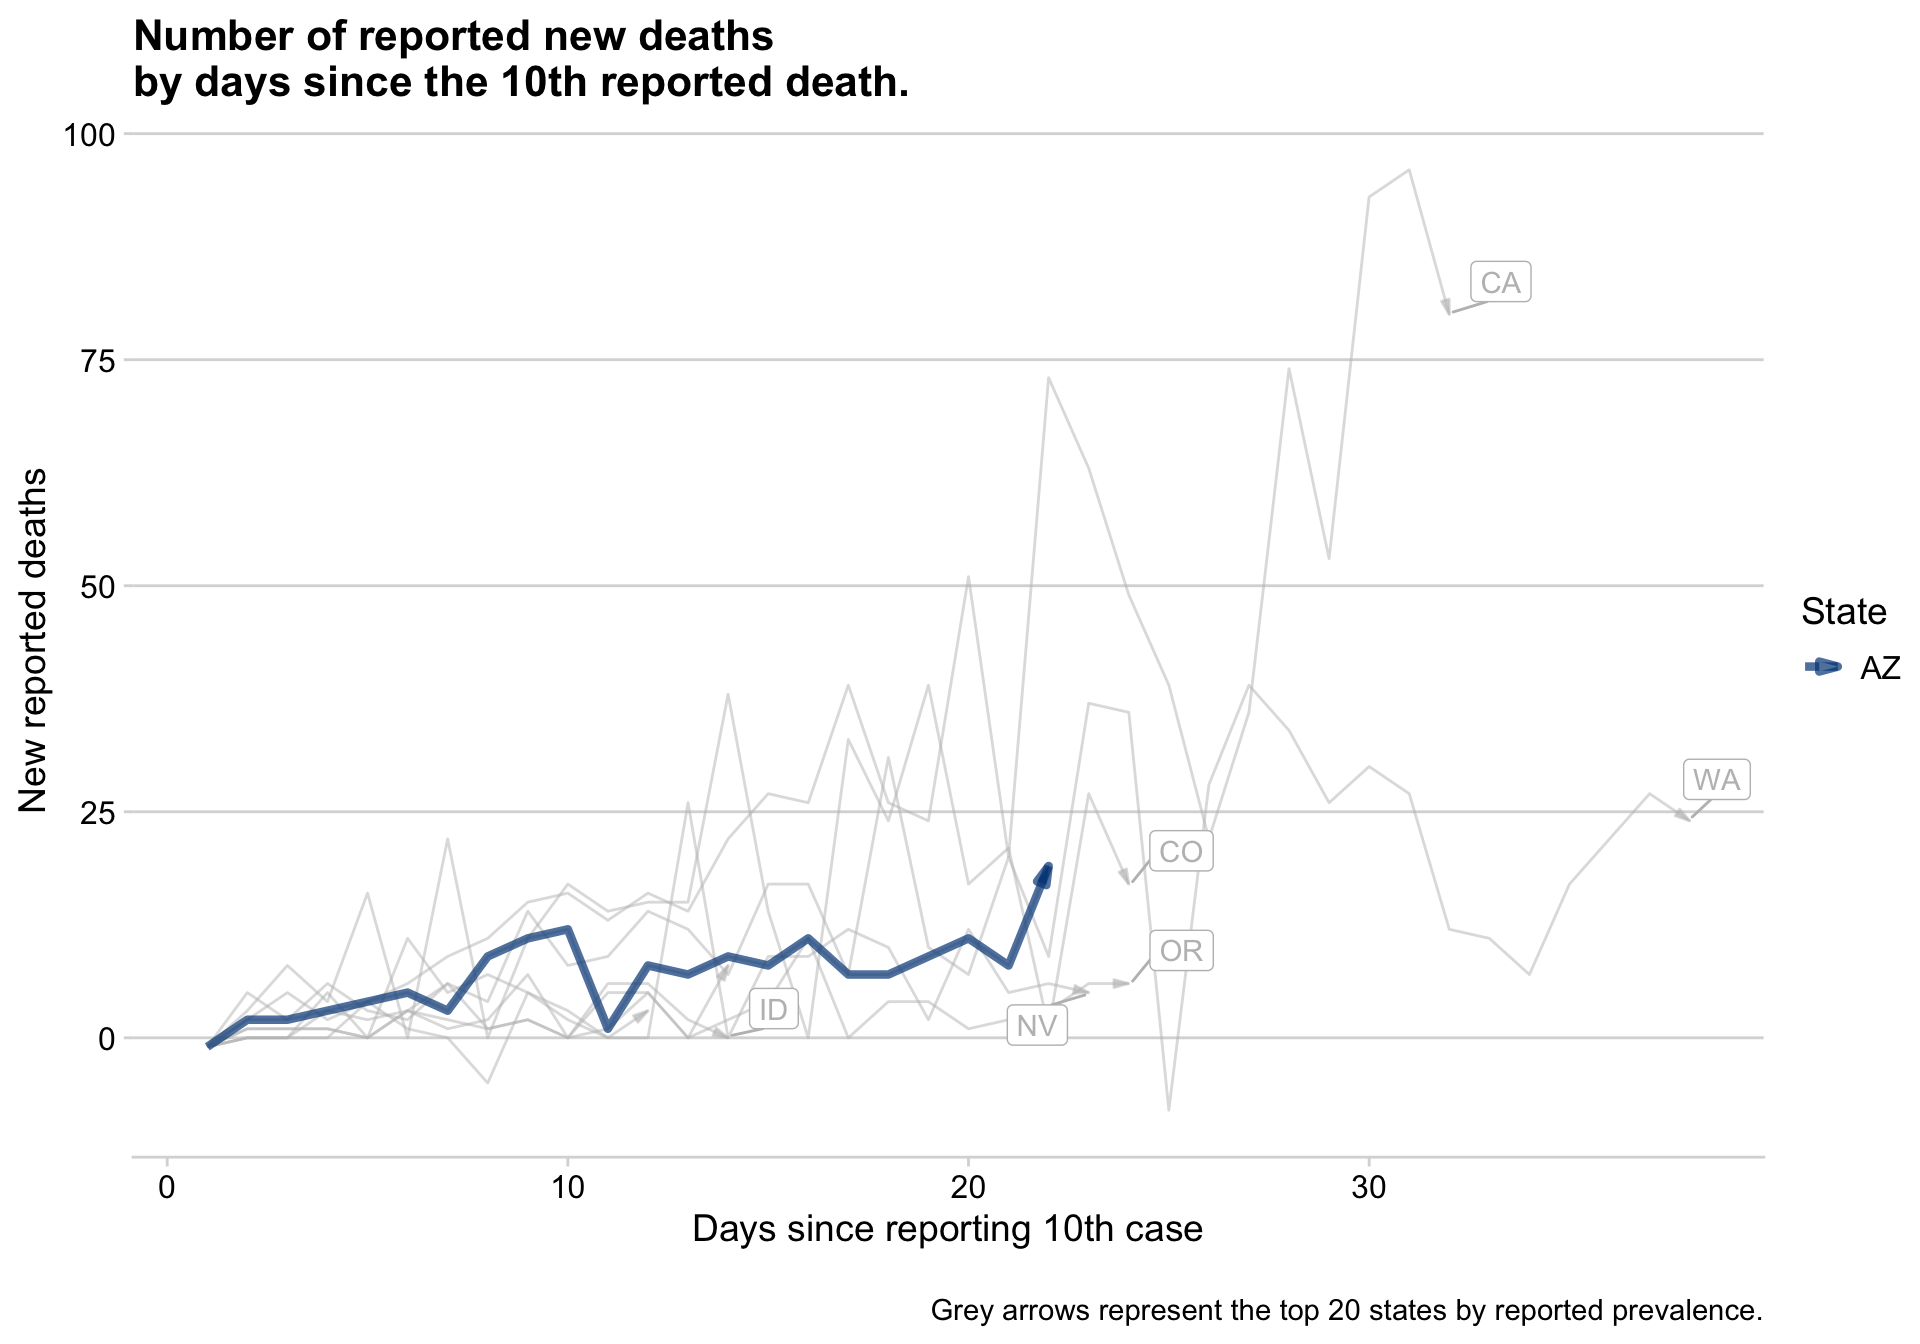 Number of reported new deaths
by days since the 10th reported death.
100
75
50
25
0
New reported deaths
CA
WA
CO
OR
ID
NV
State
AZ
0
10
20
30
Days since reporting 10th case
Grey arrows represent the top 20 states by reported prevalence.